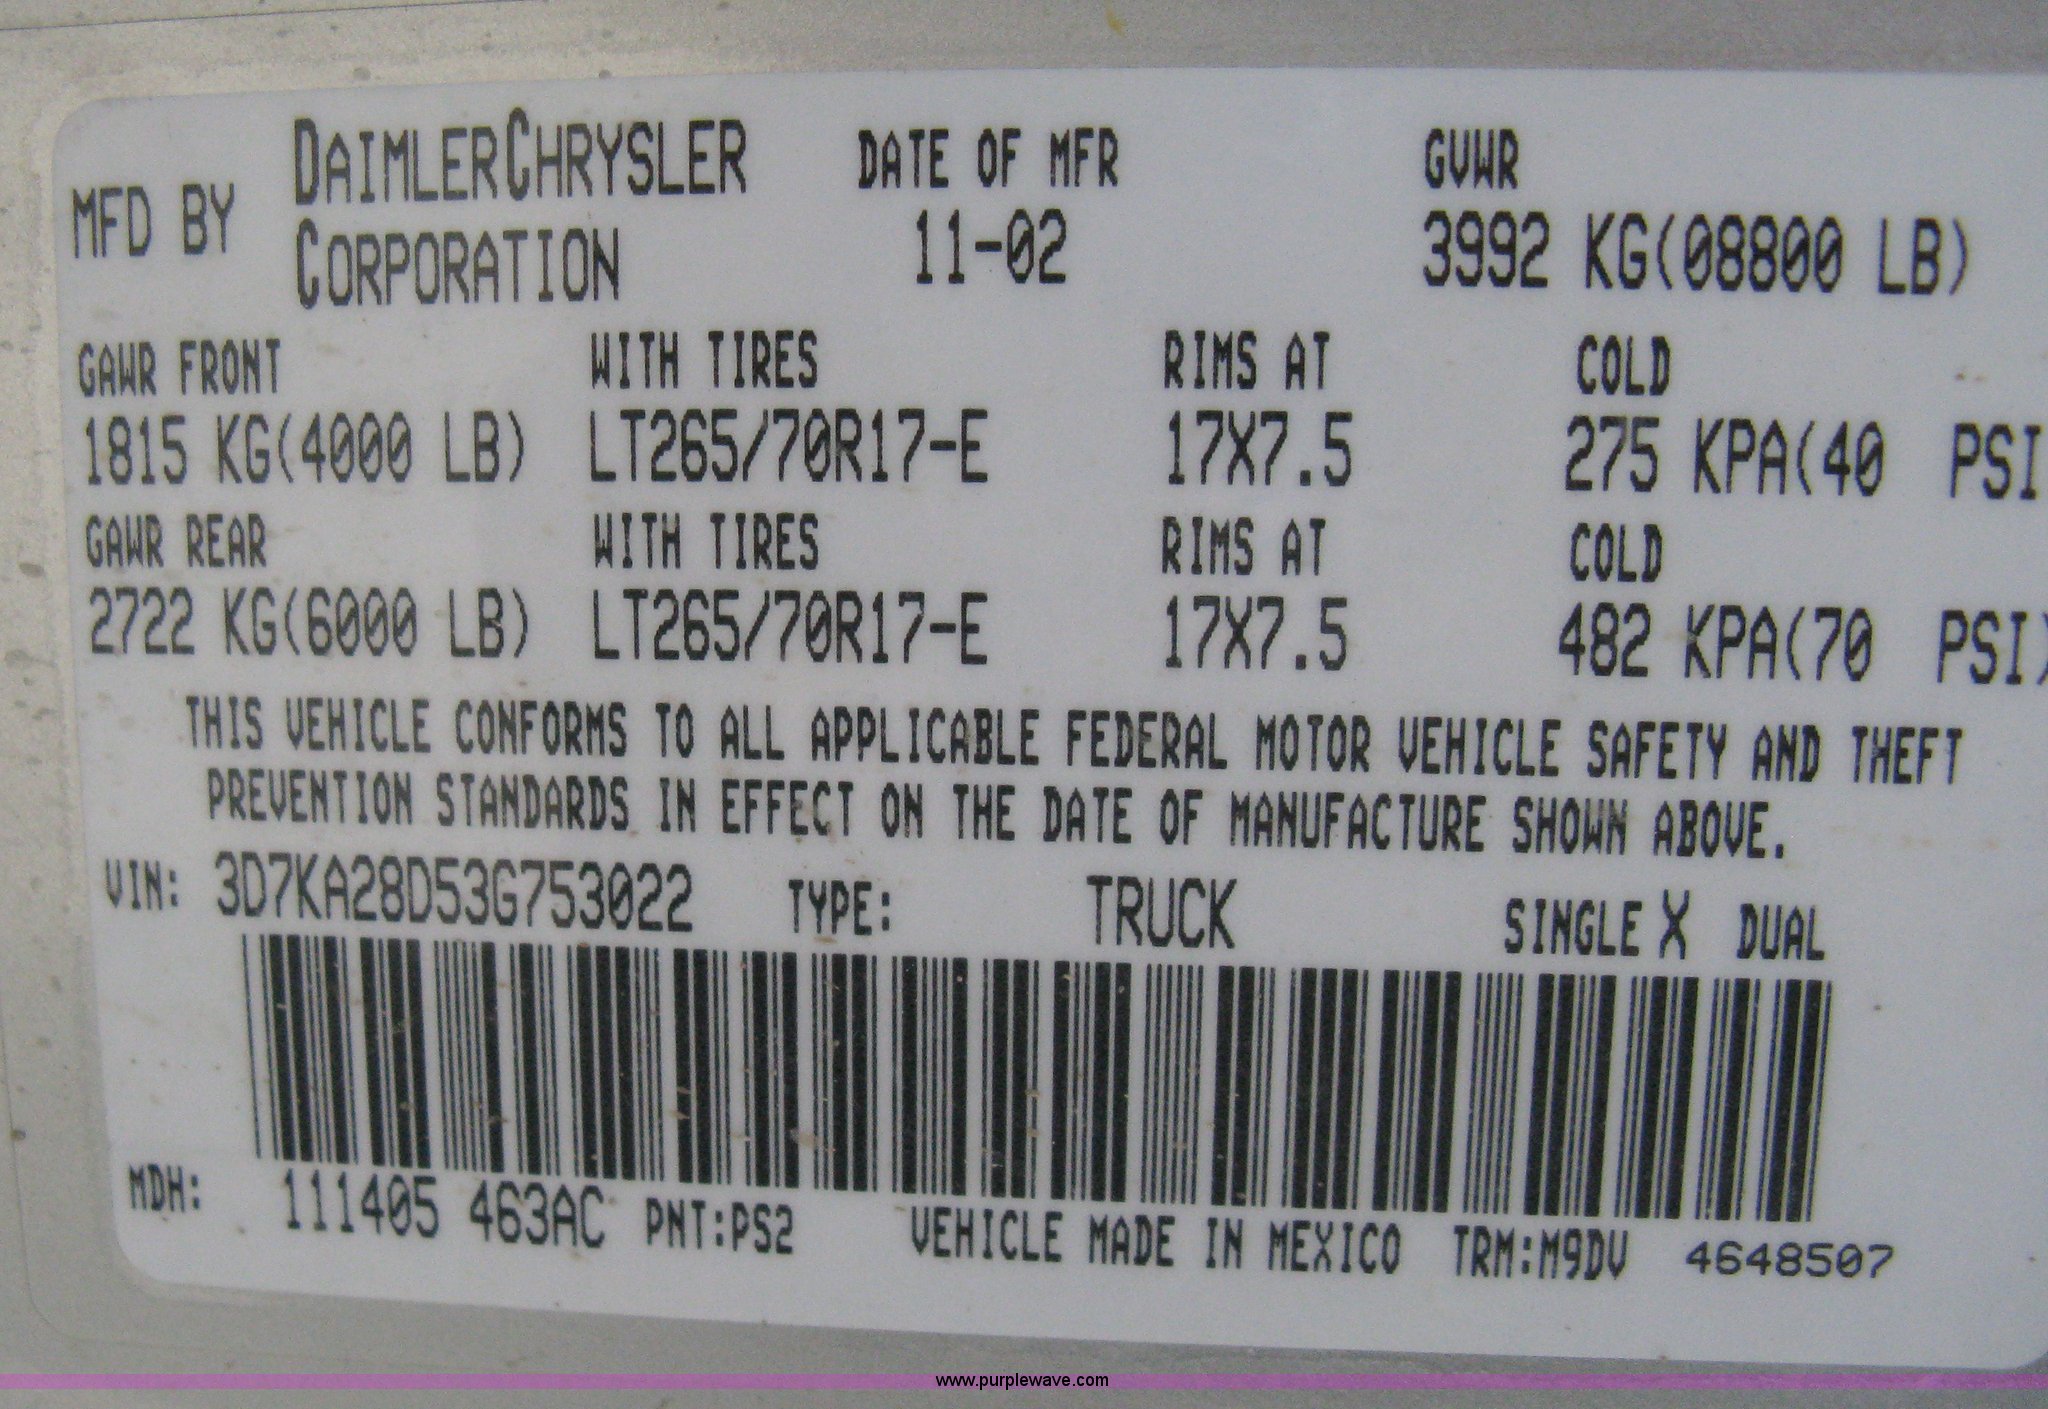 MFD BY DAIMLERCHRYSLER CORPORATION DATE OF MFR 11-02 GVWR 3992 KG(08800 LB)
GAWR FRONT WITH TIRES RIMS AT COLD
1815 KG(4000 LB) LT265/70R17-E 17X7.5 275 KPA(40 PSI
GAWR REAR WITH TIRES RIMS AT COLD
2722 KG(6000 LB) LT265/70R17-E 17X7.5 482 KPA(70 PSI)
THIS VEHICLE CONFORMS TO ALL APPLICABLE FEDERAL MOTOR VEHICLE SAFETY AND THEFT
PREVENTION STANDARDS IN EFFECT ON THE DATE OF MANUFACTURE SHOWN ABOVE.
VIN: 3D7KA28D53G753022 TYPE: TRUCK SINGLE X DUAL
MDH: 111405 463AC PNT:PS2 VEHICLE MADE IN MEXICO TRM:M9DV 4648507
www.purplewave.com